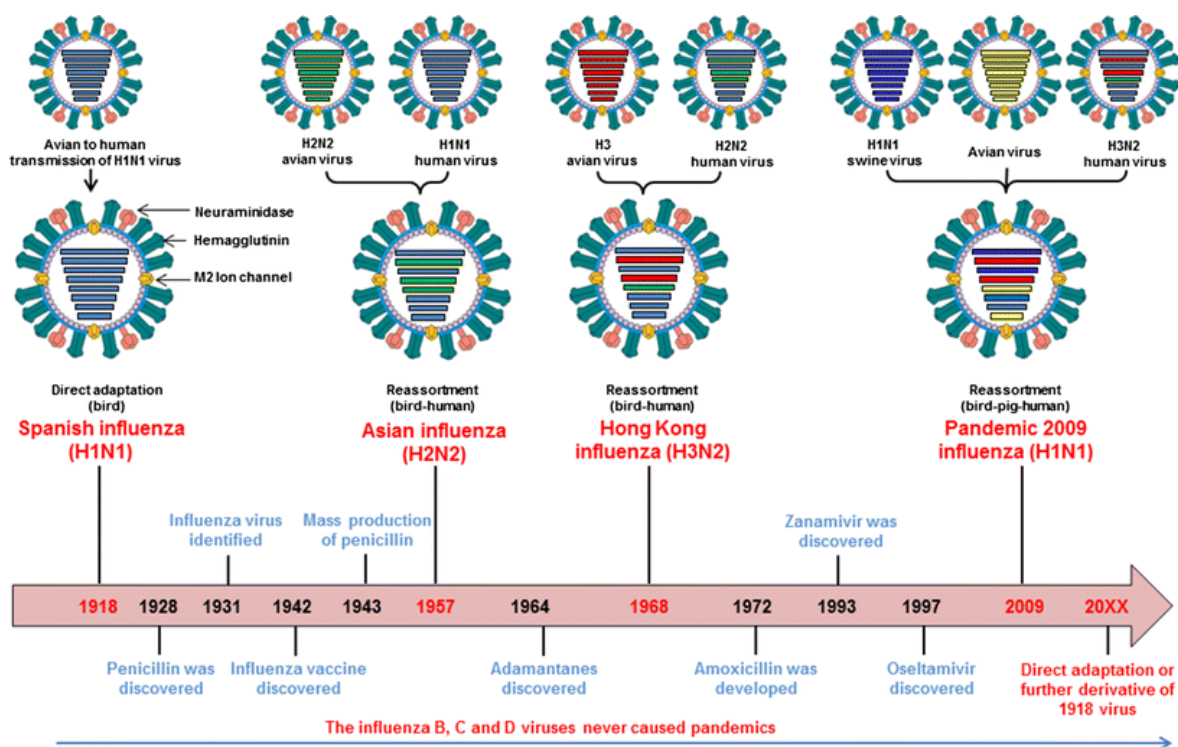 Avian to human
transmission of H1N1 virus
H2N2
avian virus
H1N1
human virus
H3
avian virus
H2N2
human virus
H1N1
swine virus
Avian virus
H3N2
human virus
Neuraminidase
Hemagglutinin
M2 Ion channel
Direct adaptation
(bird)
Spanish influenza
(H1N1)
Reassortment
(bird-human)
Asian influenza
(H2N2)
Reassortment
(bird-human)
Hong Kong
influenza (H3N2)
Reassortment
(bird-pig-human)
Pandemic 2009
influenza (H1N1)
Influenza virus
identified
Mass production
of penicillin
Zanamivir was
discovered
1918 1928 1931 1942 1943 1957 1964 1968 1972 1993 1997 2009 20XX
Penicillin was
discovered
Influenza vaccine
discovered
Adamantanes
discovered
Amoxicillin was
developed
Oseltamivir
discovered
Direct adaptation or
further derivative of
1918 virus
The influenza B, C and D viruses never caused pandemics